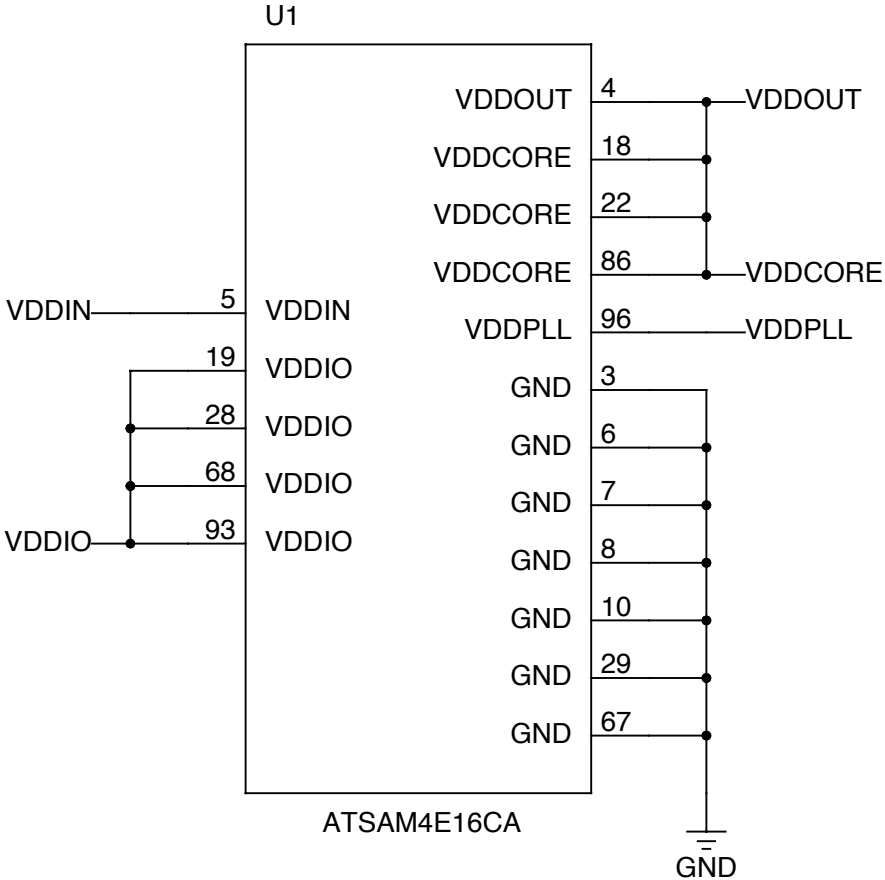 U1
VDDOUT 4 VDDOUT
VDDCORE 18
VDDCORE 22
VDDCORE 86 VDDCORE
VDDIN 5 VDDIN
VDDPLL 96 VDDPLL
19 VDDIO
GND 3
28 VDDIO
GND 6
68 VDDIO
GND 7
VDDIO 93 VDDIO
GND 8
GND 10
GND 29
GND 67
ATSAM4E16CA
GND